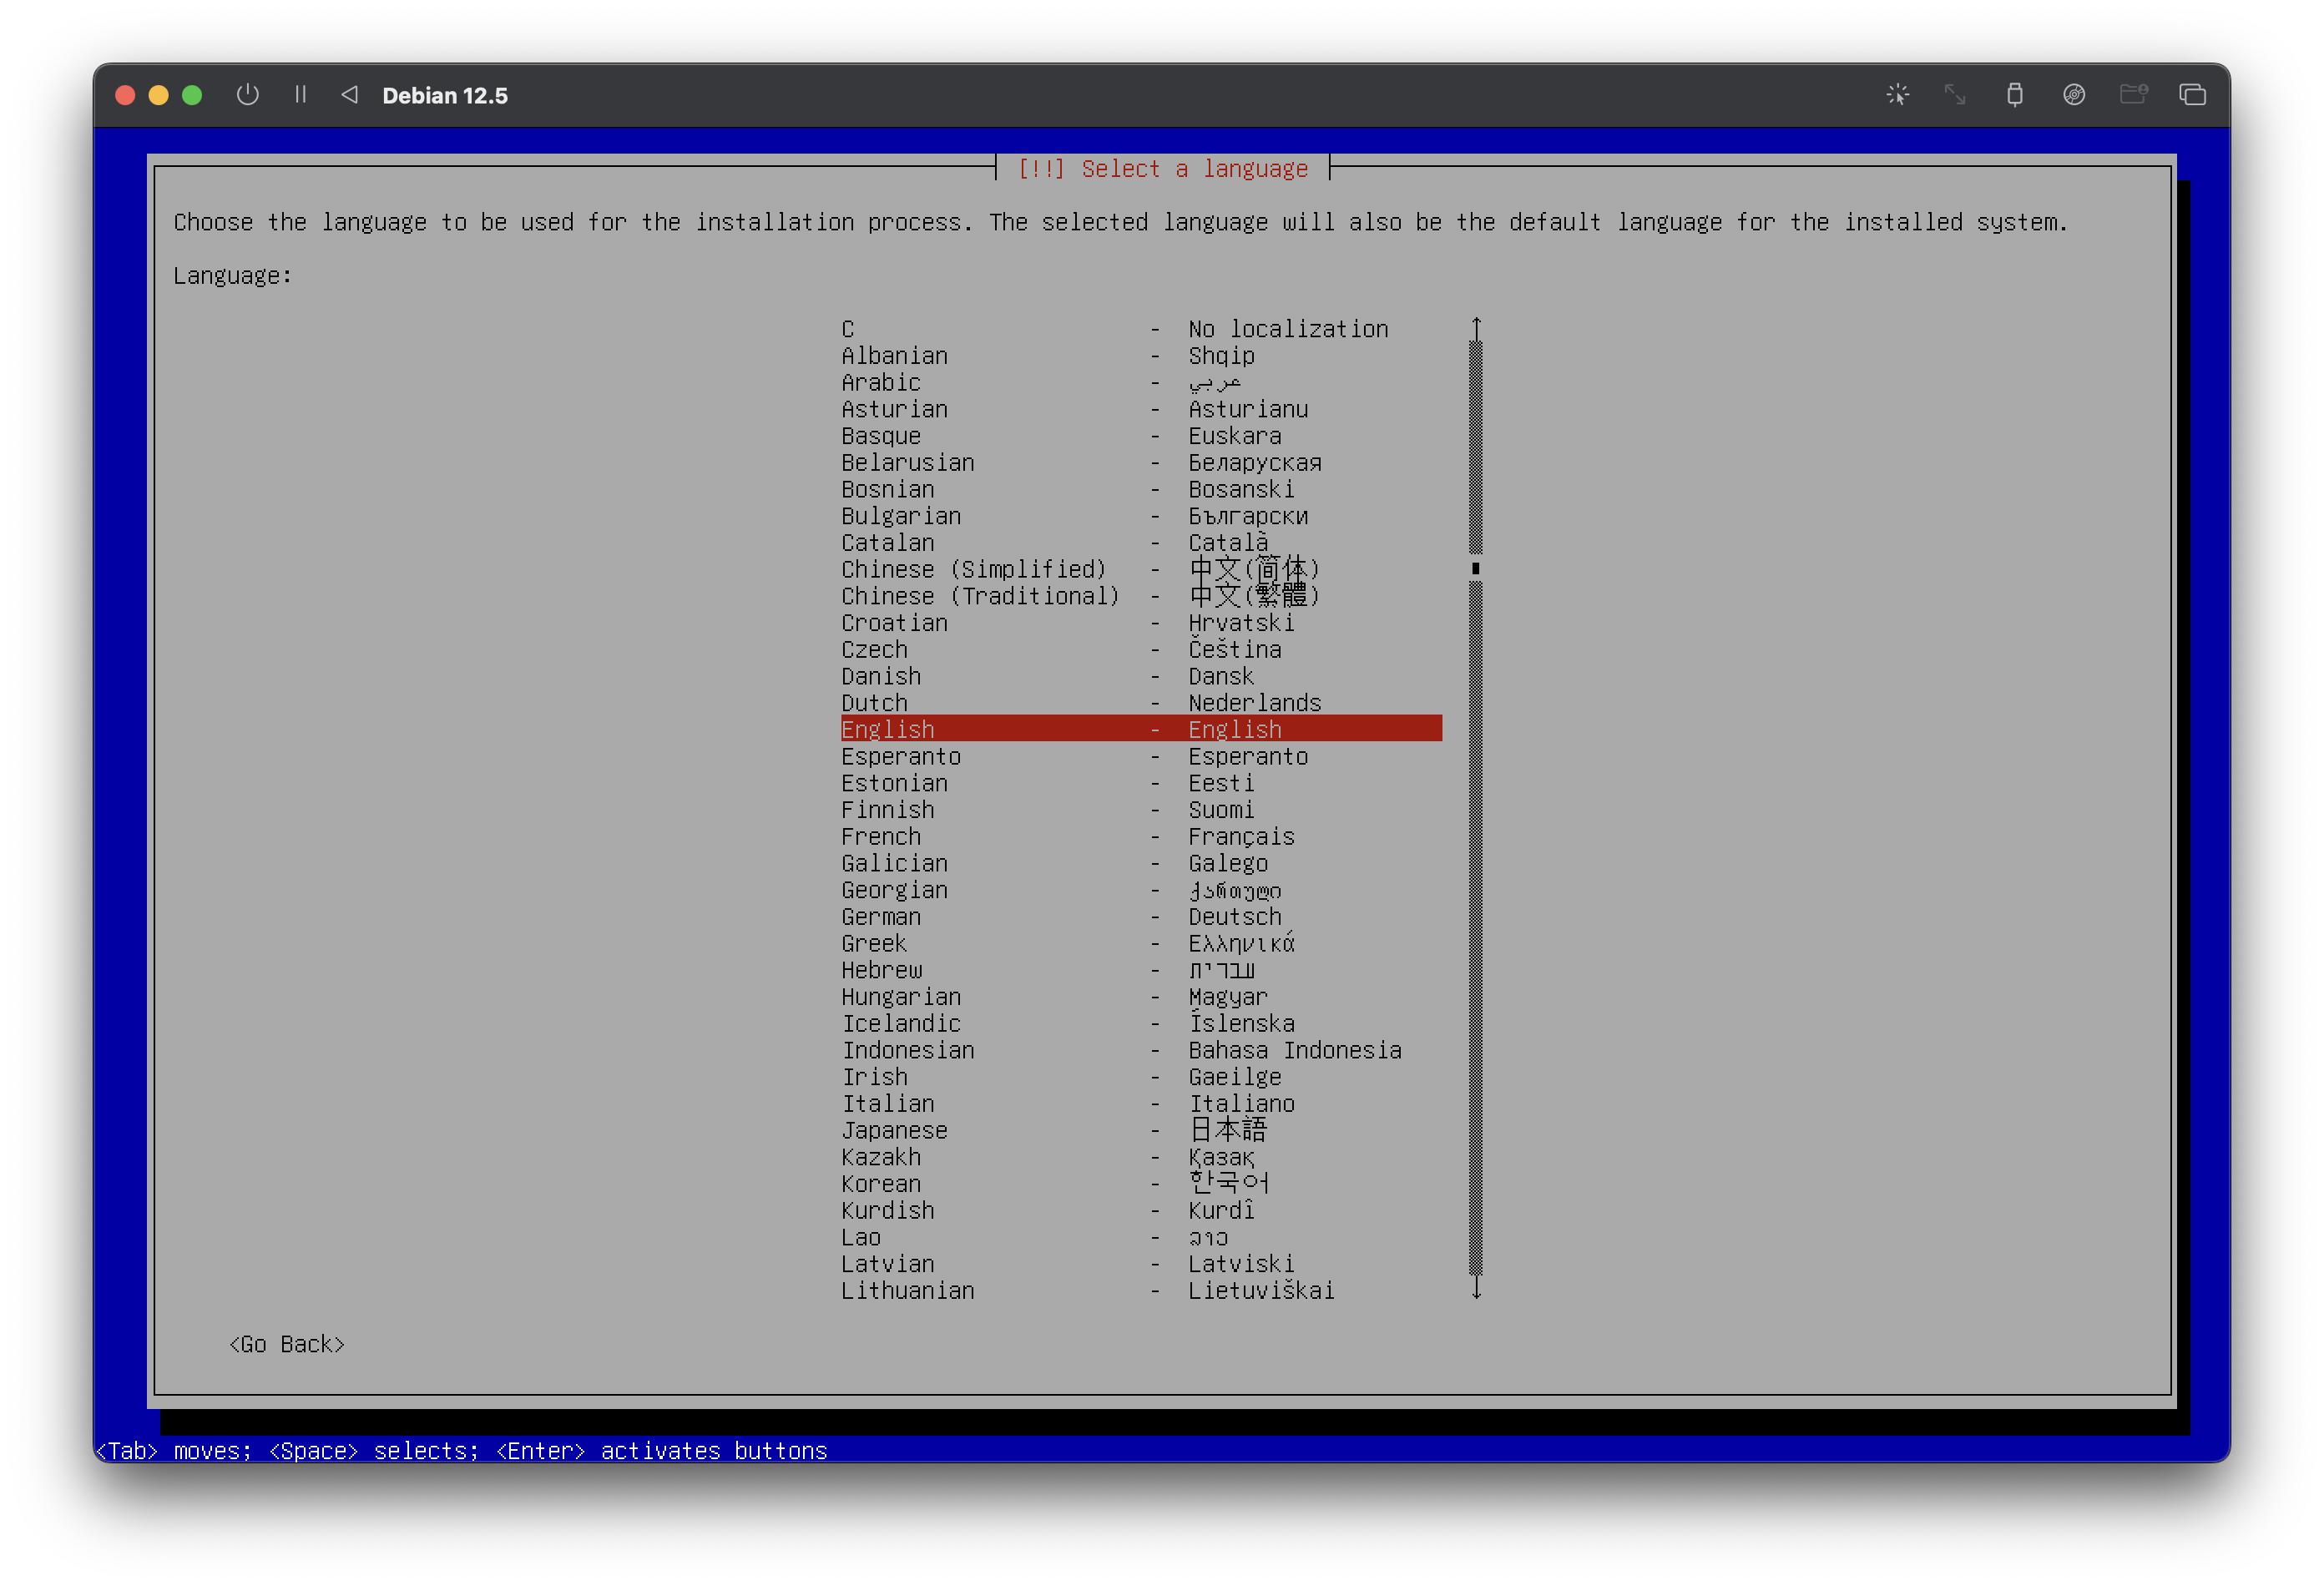 Debian 12.5
[!!] Select a language
Choose the language to be used for the installation process. The selected language will also be the default language for the installed system.
Language:
C - No localization
Albanian - Shqip
Arabic - عربي
Asturian - Asturianu
Basque - Euskara
Belarusian - Беларуская
Bosnian - Bosanski
Bulgarian - Български
Catalan - Català
Chinese (Simplified) - 中文(简体)
Chinese (Traditional) - 中文(繁體)
Croatian - Hrvatski
Czech - Čeština
Danish - Dansk
Dutch - Nederlands
English - English
Esperanto - Esperanto
Estonian - Eesti
Finnish - Suomi
French - Français
Galician - Galego
Georgian - ქართული
German - Deutsch
Greek - Ελληνικά
Hebrew - עברית
Hungarian - Magyar
Icelandic - Íslenska
Indonesian - Bahasa Indonesia
Irish - Gaeilge
Italian - Italiano
Japanese - 日本語
Kazakh - Қазақ
Korean - 한국어
Kurdish - Kurdî
Lao - ລາວ
Latvian - Latviski
Lithuanian - Lietuviškai
<Go Back>
<Tab> moves; <Space> selects; <Enter> activates buttons